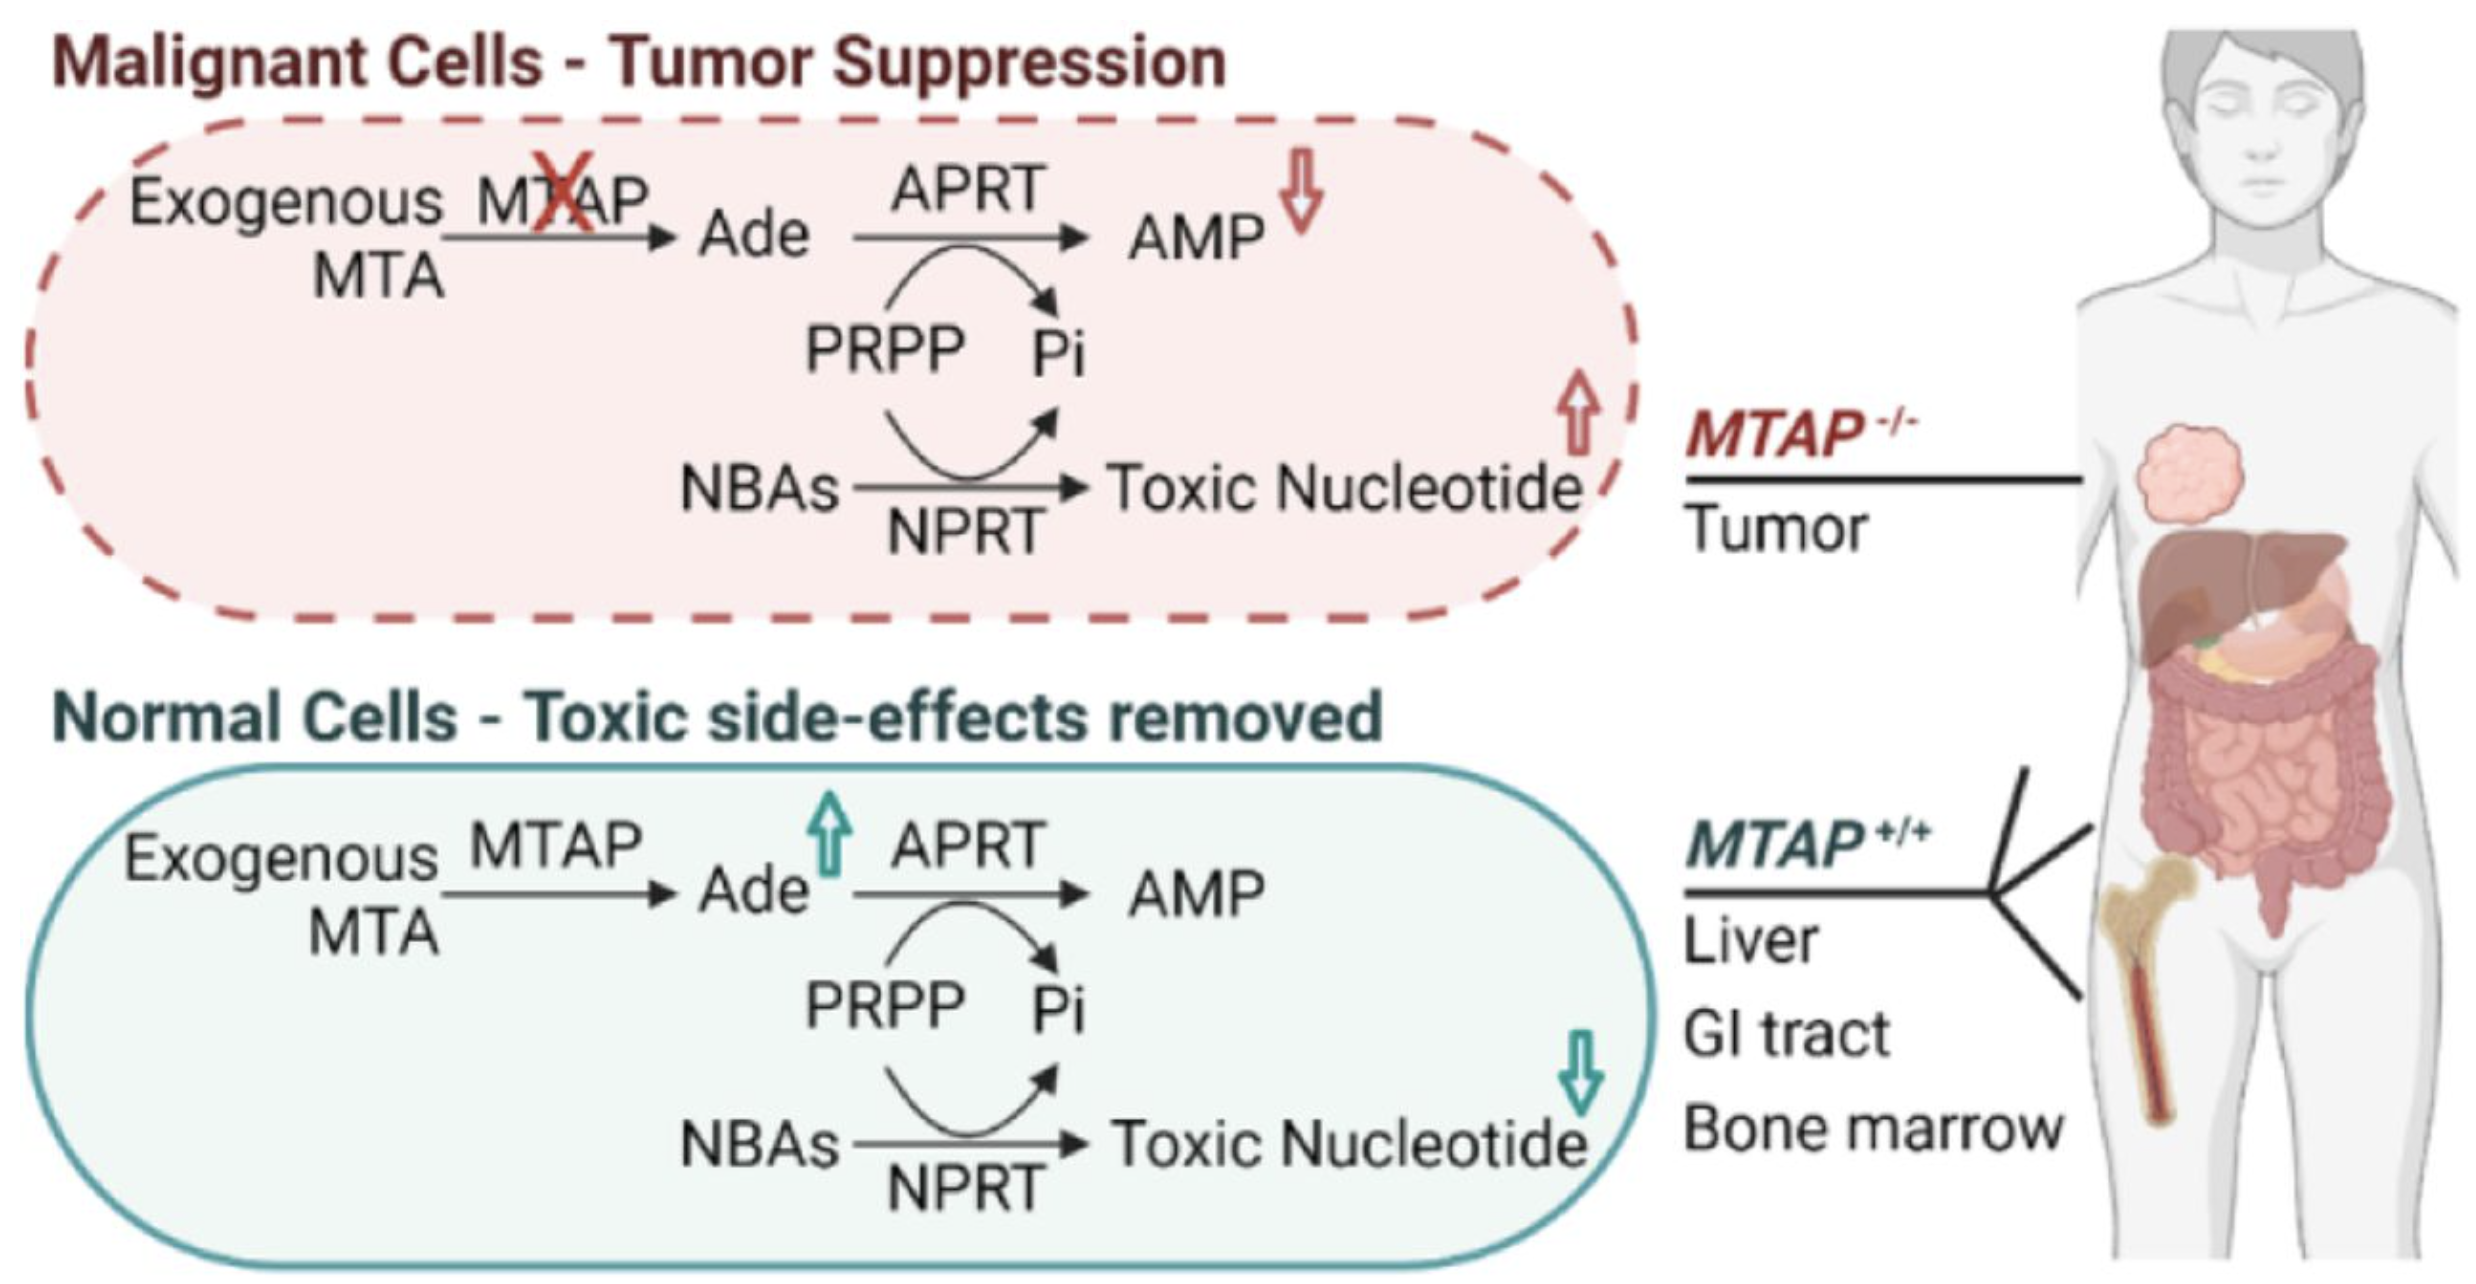 Malignant Cells - Tumor Suppression
Exogenous MTAP
MTA
Ade
APRT
AMP
PRPP Pi
NBAs
NPRT
Toxic Nucleotide
MTAP -/-
Tumor
Normal Cells - Toxic side-effects removed
Exogenous MTAP
MTA
Ade
APRT
AMP
PRPP Pi
NBAs
NPRT
Toxic Nucleotide
MTAP +/+
Liver
GI tract
Bone marrow